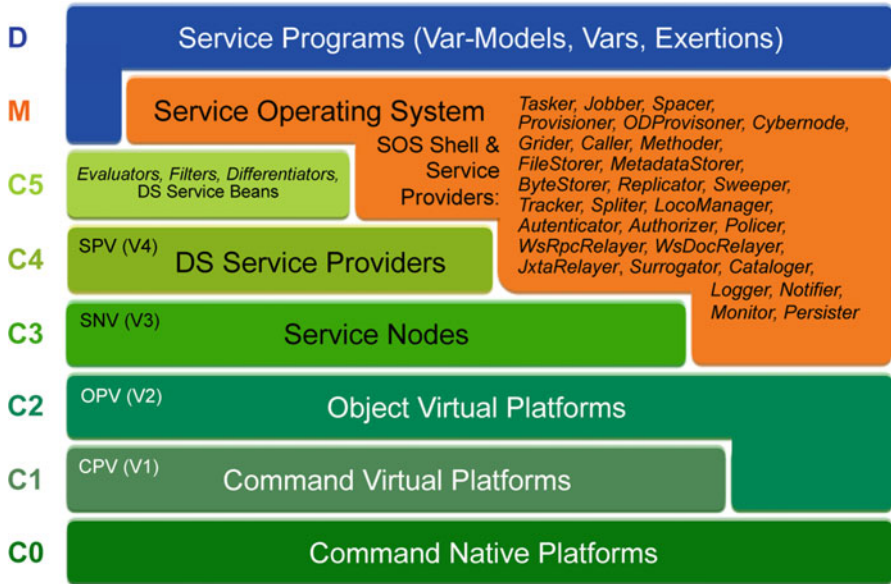 D
Service Programs (Var-Models, Vars, Exertions)
M
Service Operating System
SOS Shell &
Service
Providers:
Tasker, Jobber, Spacer,
Provisioner, ODProvisoner, Cybernode,
Grider, Caller, Methoder,
FileStorer, MetadataStorer,
ByteStorer, Replicator, Sweeper,
Tracker, Spliter, LocoManager,
Autenticator, Authorizer, Policer,
WsRpcRelayer, WsDocRelayer,
JxtaRelayer, Surrogator, Cataloger,
Logger, Notifier,
Monitor, Persister
C5
Evaluators, Filters, Differentiators,
DS Service Beans
C4
SPV (V4)
DS Service Providers
C3
SNV (V3)
Service Nodes
C2
OPV (V2)
Object Virtual Platforms
C1
CPV (V1)
Command Virtual Platforms
C0
Command Native Platforms